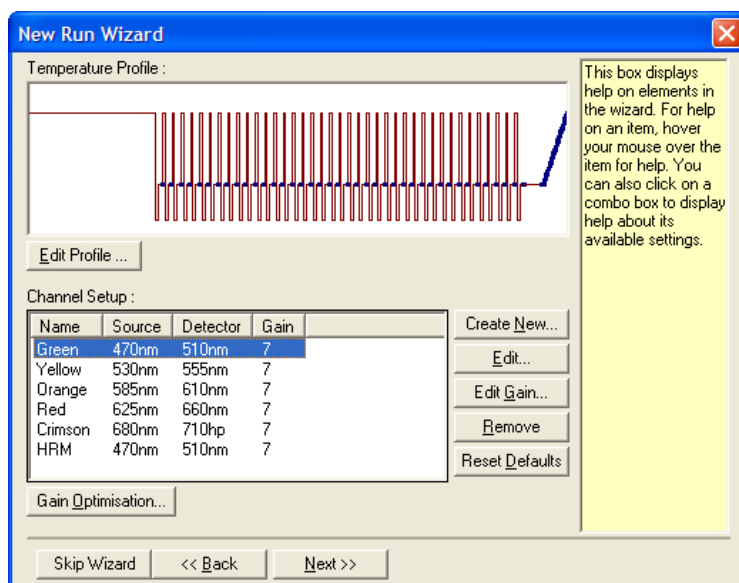 New Run Wizard
Temperature Profile :
This box displays
help on elements in
the wizard. For help
on an item, hover
your mouse over the
item for help. You
can also click on a
combo box to display
help about its
available settings.
Edit Profile ...
Channel Setup :
Name Source Detector Gain
Green 470nm 510nm 7
Yellow 530nm 555nm 7
Orange 585nm 610nm 7
Red 625nm 660nm 7
Crimson 680nm 710hp 7
HRM 470nm 510nm 7
Create New...
Edit...
Edit Gain...
Remove
Reset Defaults
Gain Optimisation...
Skip Wizard << Back Next >>